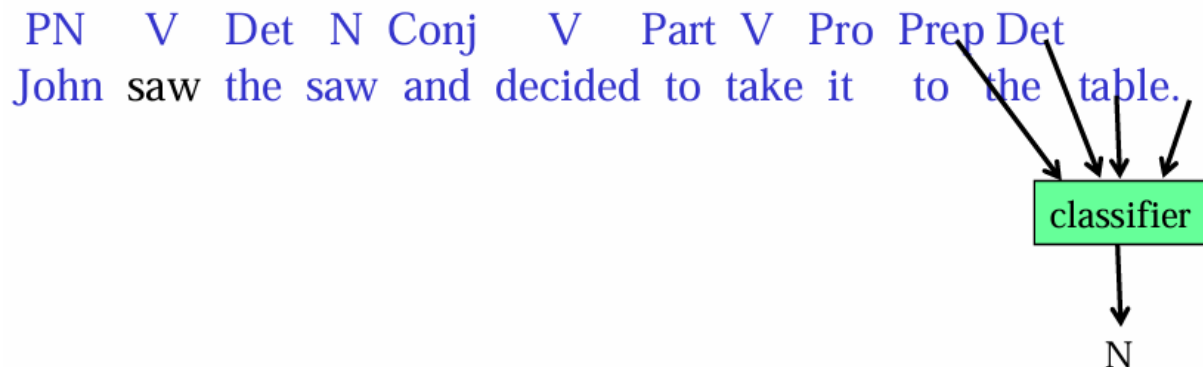 PN V Det N Conj V Part V Pro Prep Det
John saw the saw and decided to take it to the table.
classifier
N